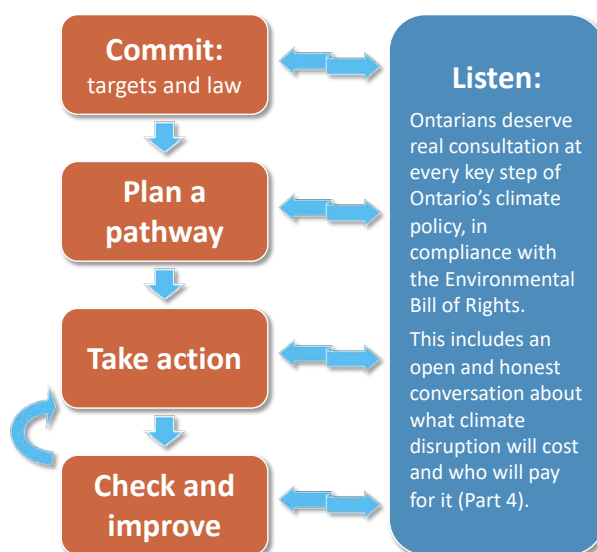 Commit:
targets and law
Plan a
pathway
Take action
Check and
improve
Listen:
Ontarians deserve
real consultation at
every key step of
Ontario’s climate
policy, in
compliance with
the Environmental
Bill of Rights.
This includes an
open and honest
conversation about
what climate
disruption will cost
and who will pay
for it (Part 4).